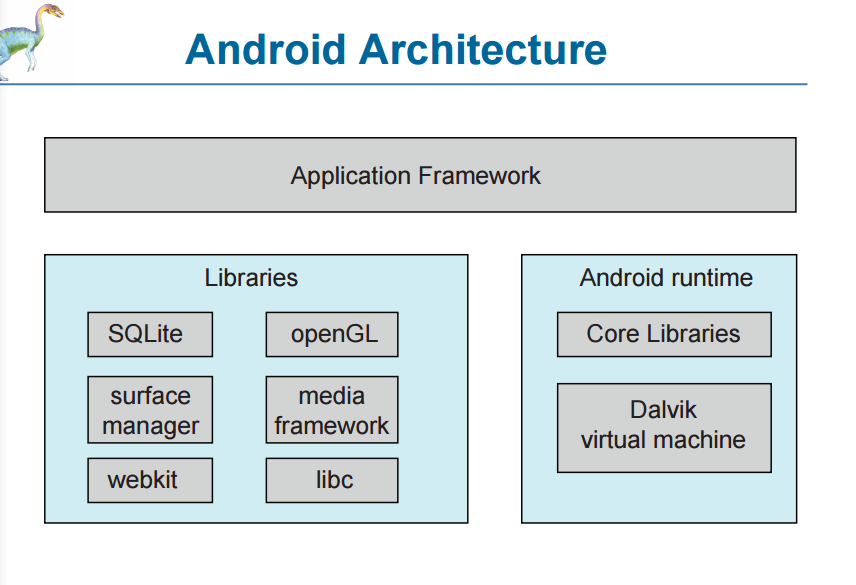 Android Architecture
Application Framework
Libraries
SQLite
openGL
surface
manager
media
framework
webkit
libc
Android runtime
Core Libraries
Dalvik
virtual machine